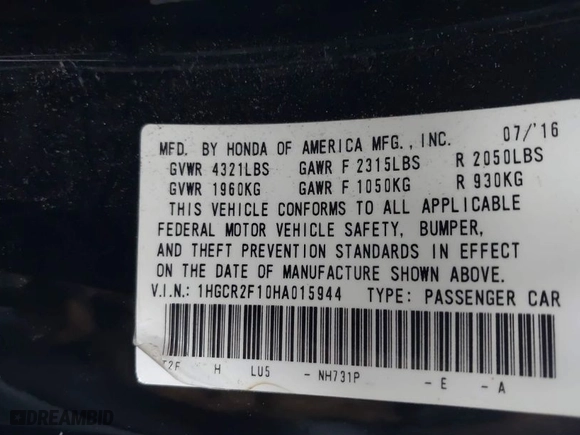 MFD. BY HONDA OF AMERICA MFG., INC. 07/'16
GVWR 4321LBS GAWR F 2315LBS R 2050LBS
GVWR 1960KG GAWR F 1050KG R 930KG
THIS VEHICLE CONFORMS TO ALL APPLICABLE
FEDERAL MOTOR VEHICLE SAFETY, BUMPER,
AND THEFT PREVENTION STANDARDS IN EFFECT
ON THE DATE OF MANUFACTURE SHOWN ABOVE.
V.I.N.: 1HGCR2F10HA015944 TYPE: PASSENGER CAR
H LU5 - NH731P - E - A
DREAMBID